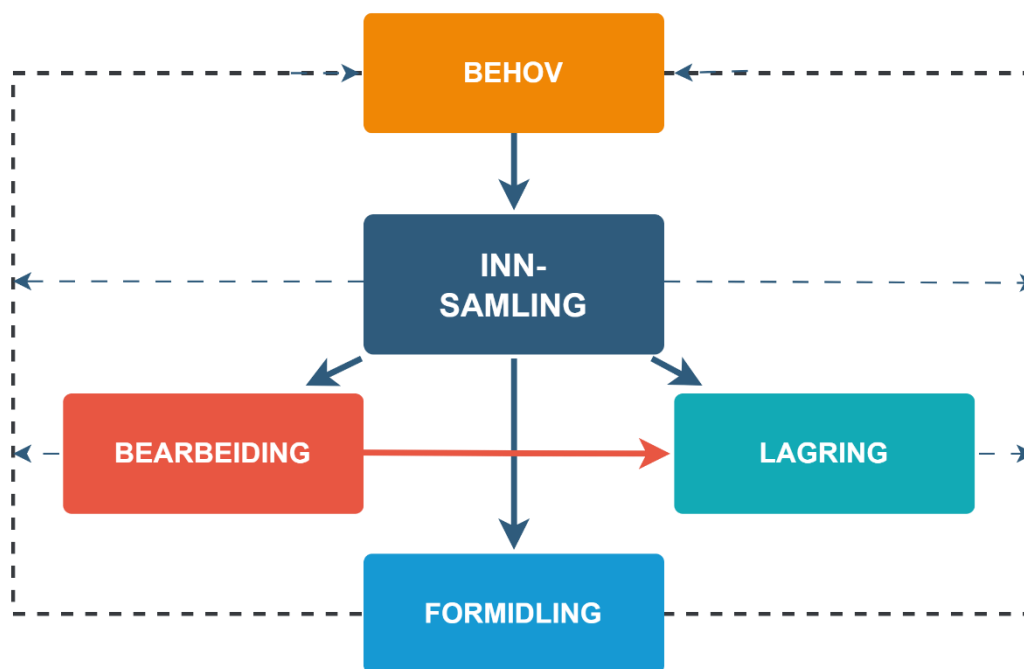 BEHOV
INN-
SAMLING
BEARBEIDING
LAGRING
FORMIDLING